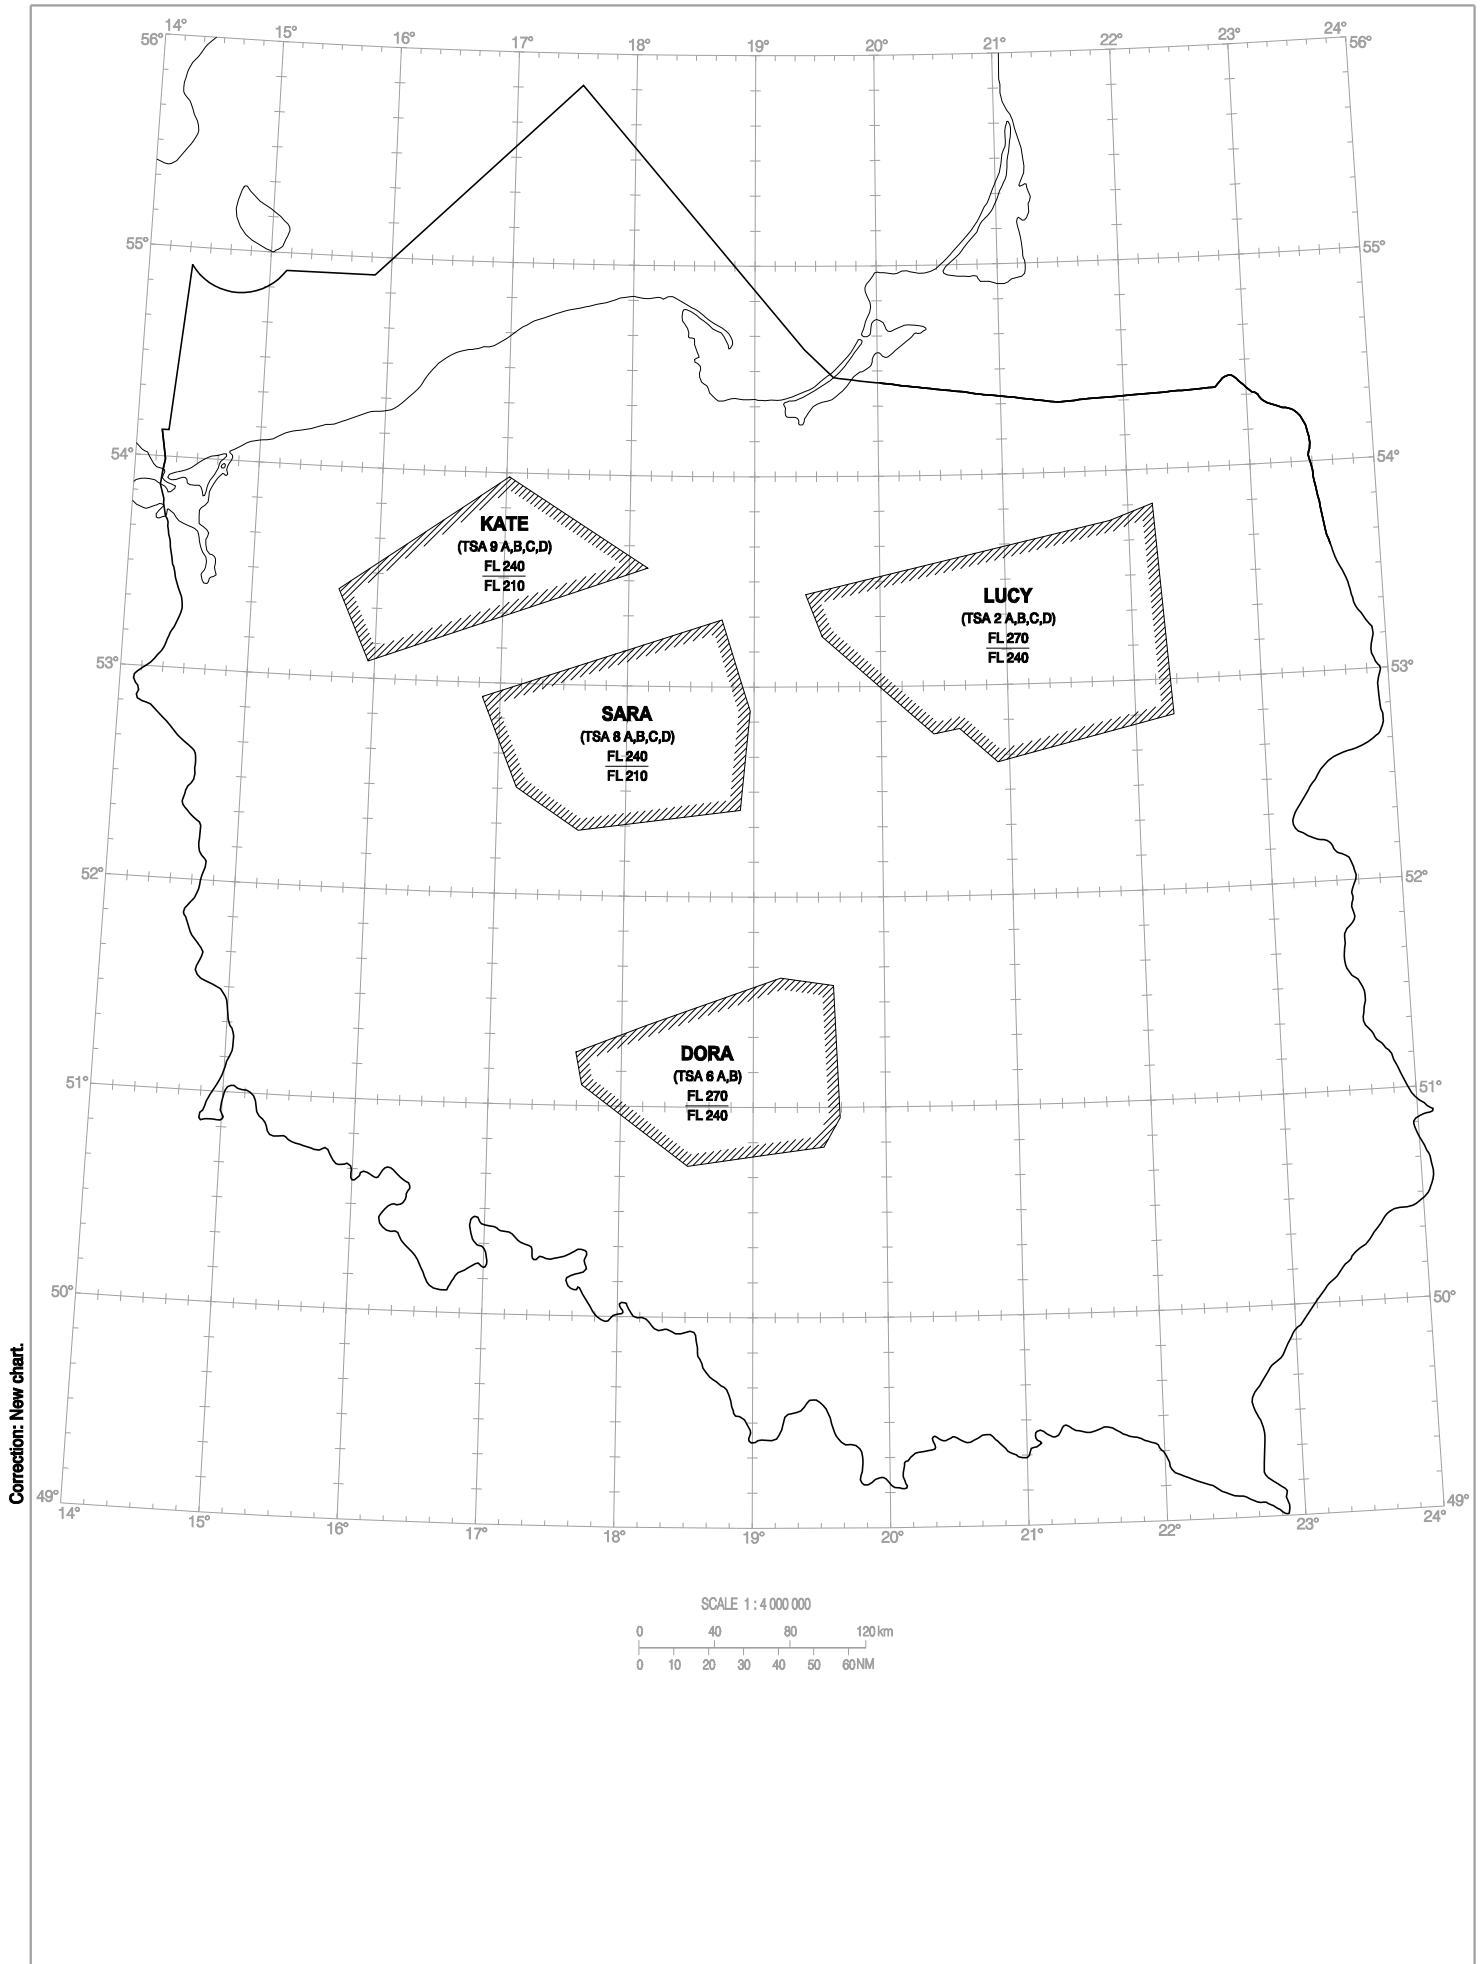 14° 15° 16° 17° 18° 19° 20° 21° 22° 23° 24°
56° 56°
55° 55°
54° 54°
KATE
(TSA 9 A,B,C,D)
FL 240
FL 210
LUCY
(TSA 2 A,B,C,D)
FL 270
FL 240
53° 53°
SARA
(TSA 8 A,B,C,D)
FL 240
FL 210
52° 52°
DORA
(TSA 6 A,B)
FL 270
FL 240
51° 51°
50° 50°
Correction: New chart.
49° 49°
14° 15° 16° 17° 18° 19° 20° 21° 22° 23° 24°
SCALE 1 : 4 000 000
0 40 80 120 km
0 10 20 30 40 50 60 NM